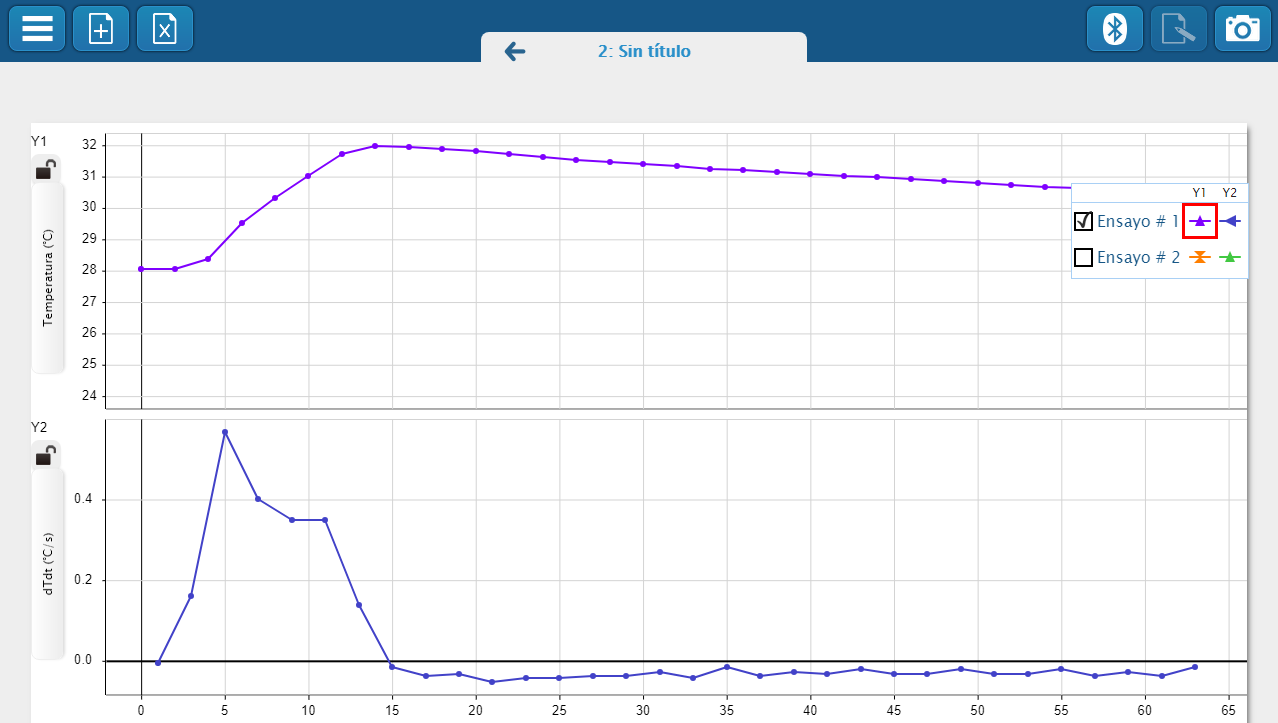 2: Sin título
Y1
Temperatura (°C)
32
31
30
29
28
27
26
25
24
Y1 Y2
Ensayo # 1
Ensayo # 2
Y2
dTdt (°C/s)
0.4
0.2
0.0
0 5 10 15 20 25 30 35 40 45 50 55 60 65